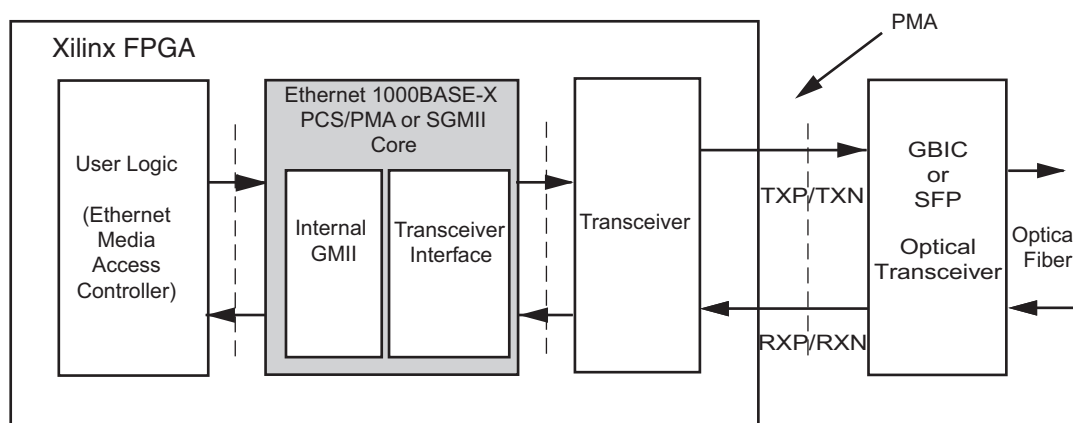 PMA
Xilinx FPGA
User Logic
(Ethernet
Media
Access
Controller)
Ethernet 1000BASE-X
PCS/PMA or SGMII
Core
Internal
GMII
Transceiver
Interface
Transceiver
TXP/TXN
RXP/RXN
GBIC
or
SFP
Optical
Transceiver
Optical
Fiber